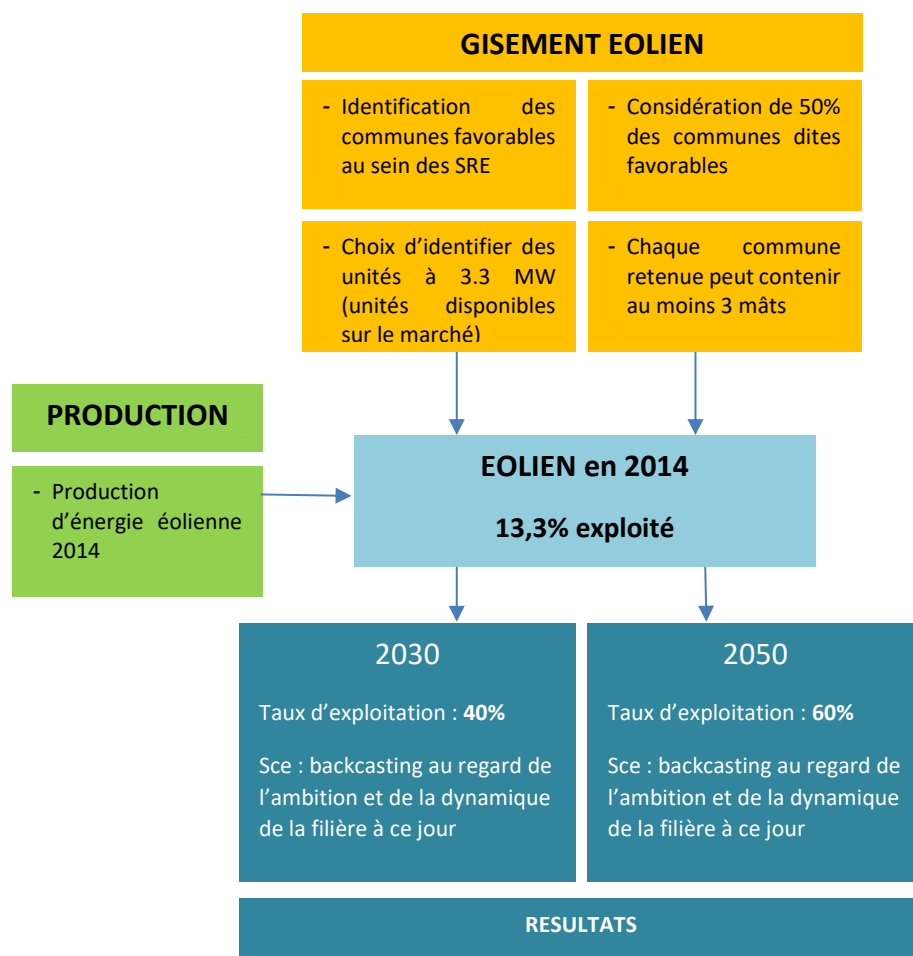 GISEMENT EOLIEN
- Identification des
communes favorables
au sein des SRE
- Considération de 50%
des communes dites
favorables
- Choix d'identifier des
unités à 3.3 MW
(unités disponibles
sur le marché)
- Chaque commune
retenue peut contenir
au moins 3 mâts
PRODUCTION
- Production
d'énergie éolienne
2014
EOLIEN en 2014
13,3% exploité
2030
Taux d'exploitation : 40%
Sce : backcasting au regard de
l'ambition et de la dynamique
de la filière à ce jour
2050
Taux d'exploitation : 60%
Sce : backcasting au regard de
l'ambition et de la dynamique
de la filière à ce jour
RESULTATS